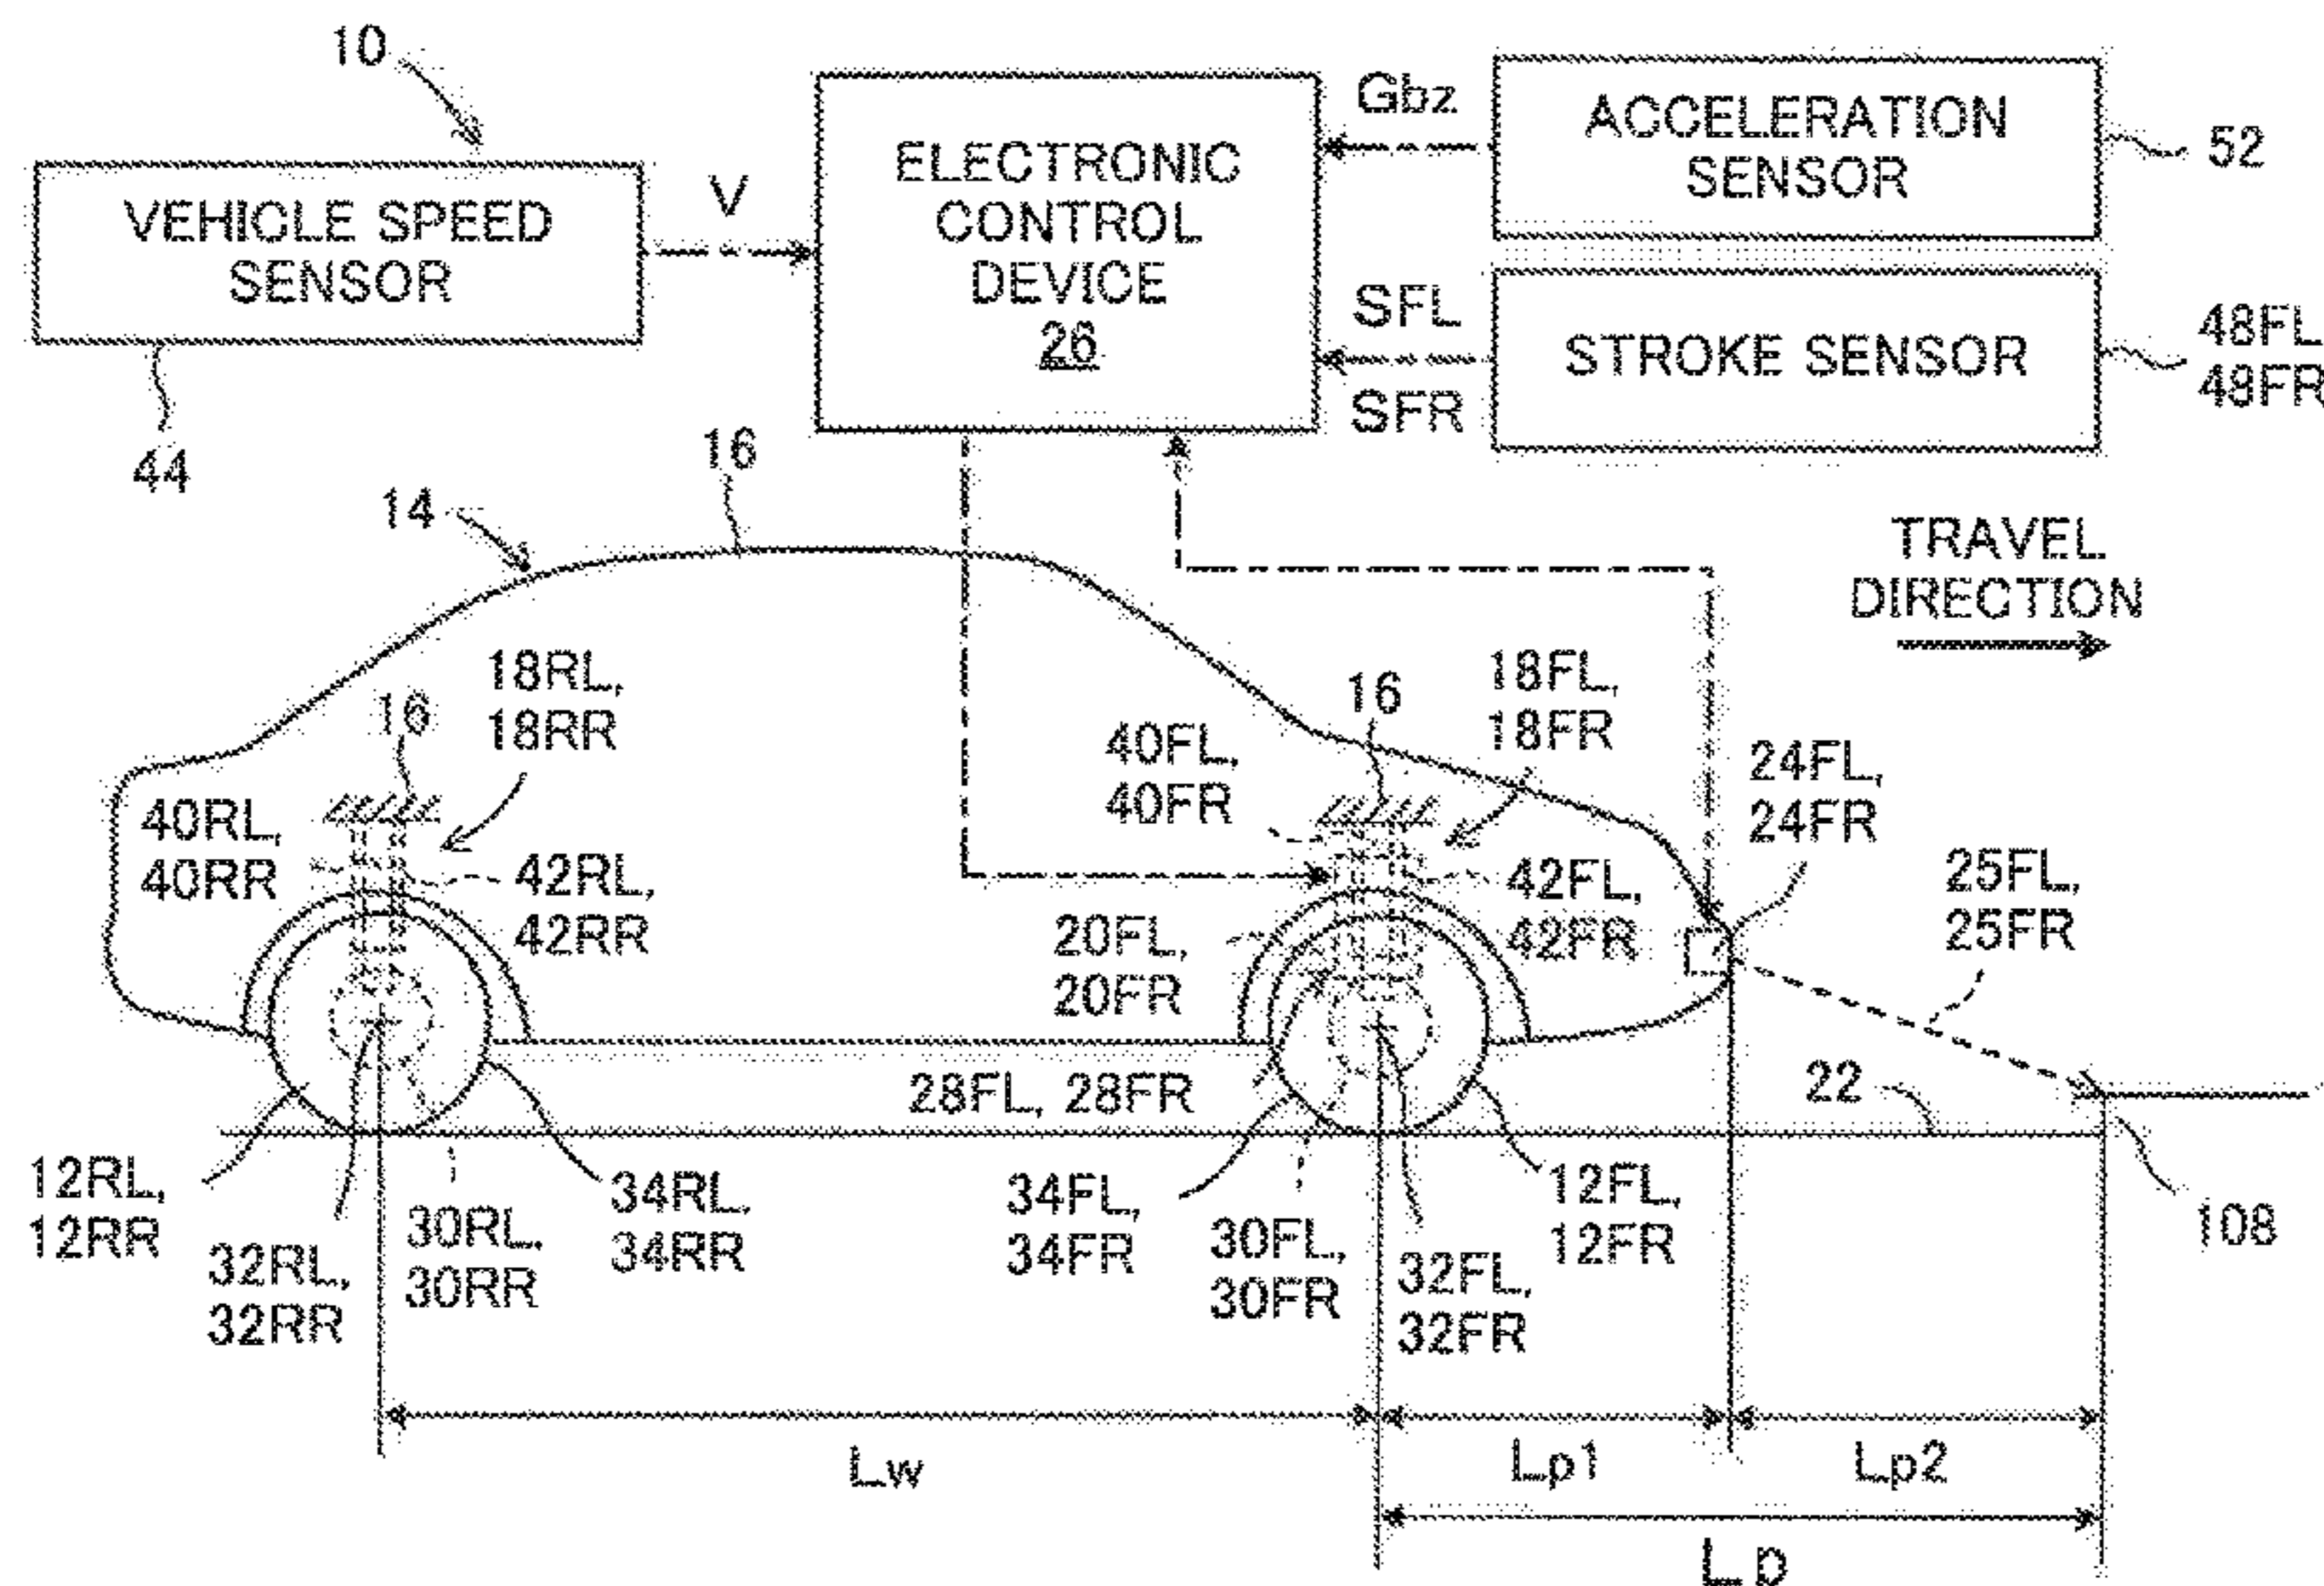 10
VEHICLE SPEED
SENSOR
44
V
ELECTRONIC
CONTROL
DEVICE
26
Gbz
ACCELERATION
SENSOR
52
SFL
SFR
STROKE SENSOR
48FL
48FR
TRAVEL
DIRECTION
14
16
18RL,
18RR
16
40RL,
40RR
42RL,
42RR
16
18FL,
18FR
40FL,
40FR
42FL,
42FR
24FL,
24FR
25FL,
25FR
20FL,
20FR
28FL, 28FR
22
12RL,
12RR
32RL,
32RR
30RL,
30RR
34RL,
34RR
34FL,
34FR
30FL,
30FR
32FL,
32FR
12FL,
12FR
108
Lw
Lp1
Lp2
Lp